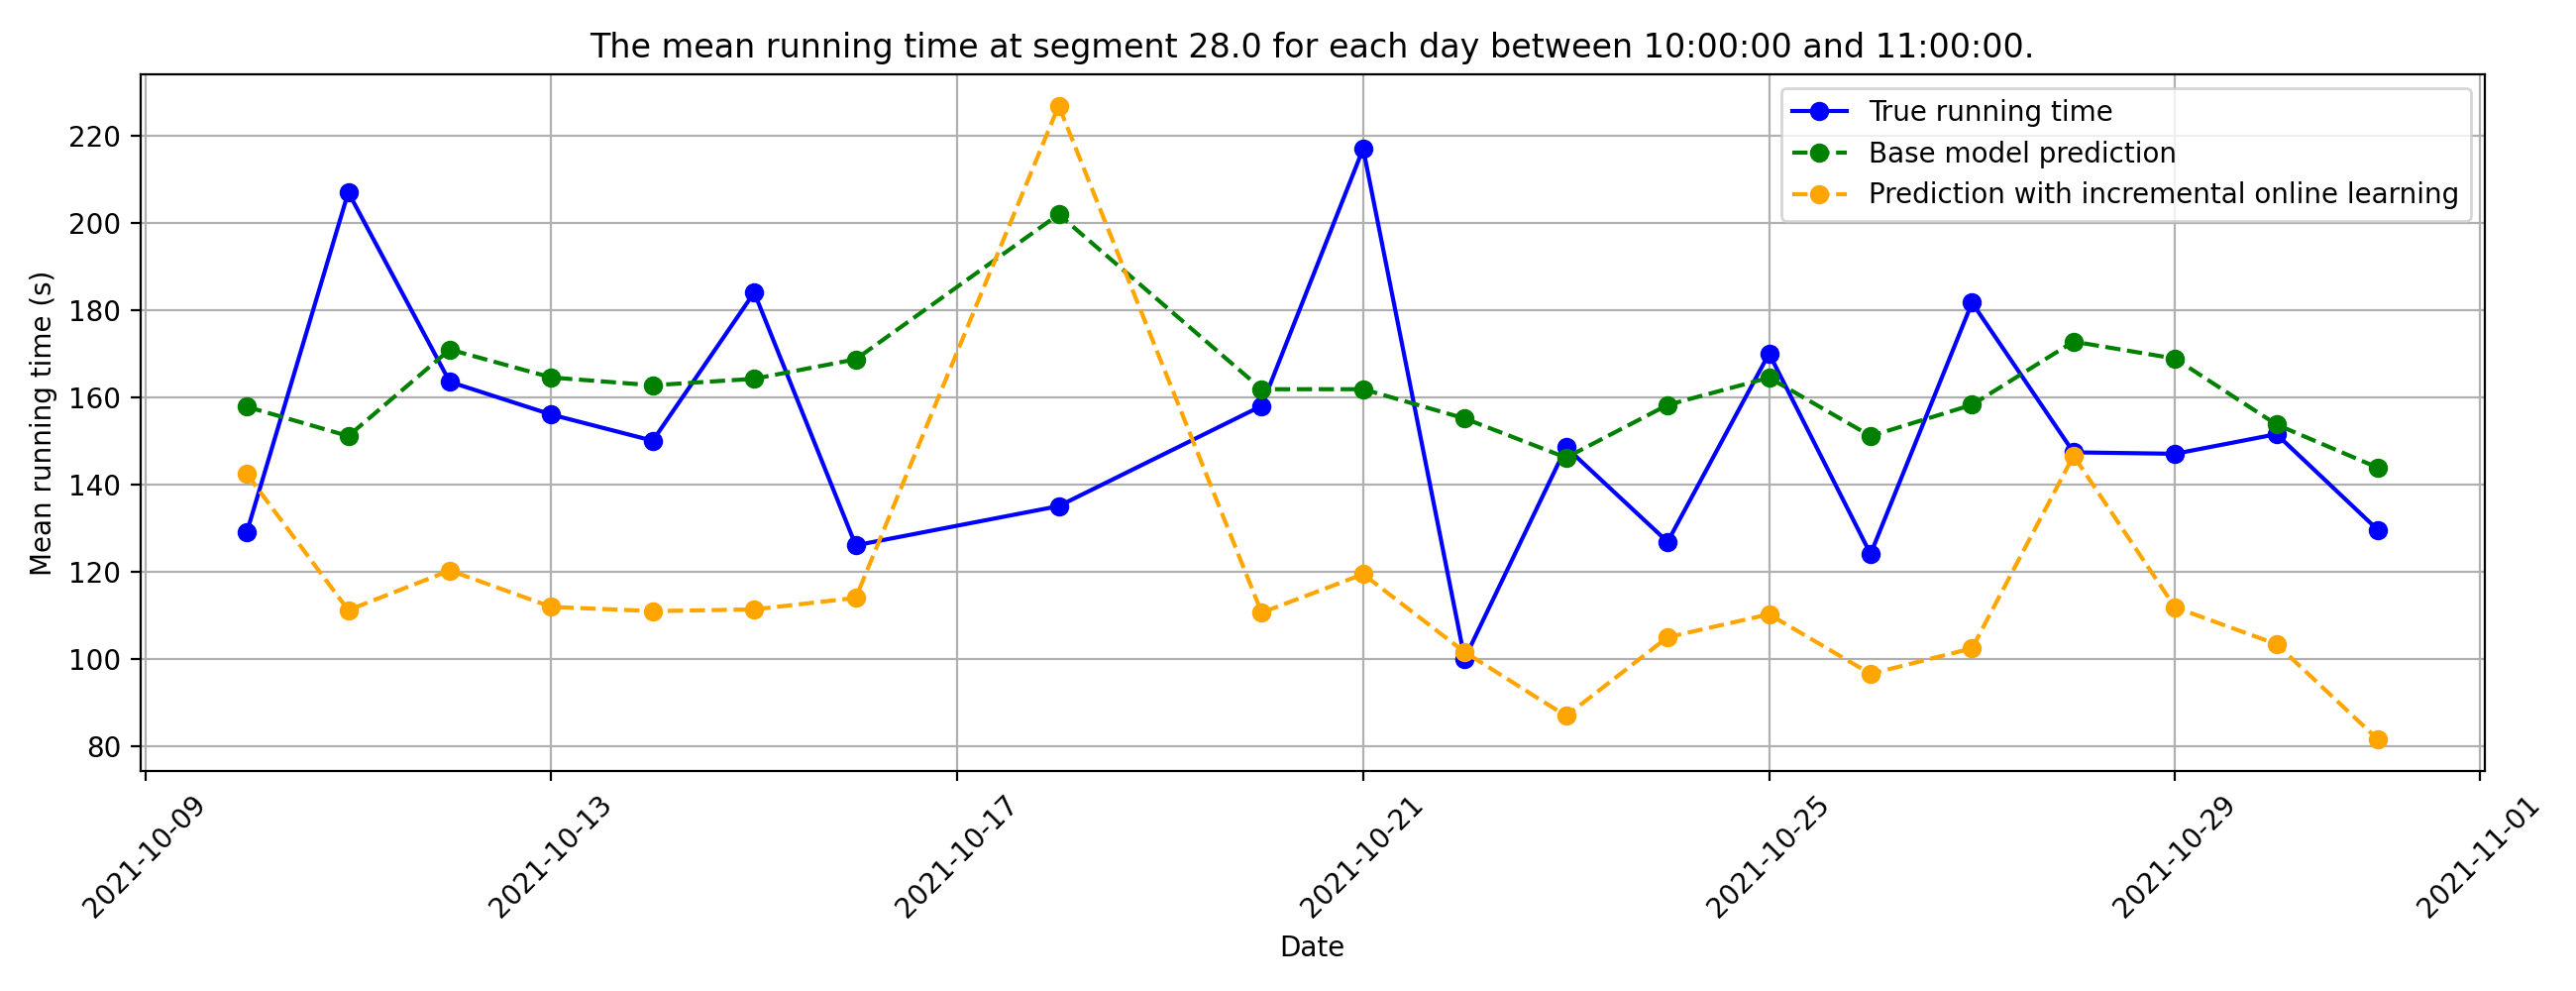 The mean running time at segment 28.0 for each day between 10:00:00 and 11:00:00.
True running time
Base model prediction
Prediction with incremental online learning
Mean running time (s)
220
200
180
160
140
120
100
80
2021-10-09
2021-10-13
2021-10-17
2021-10-21
2021-10-25
2021-10-29
2021-11-01
Date